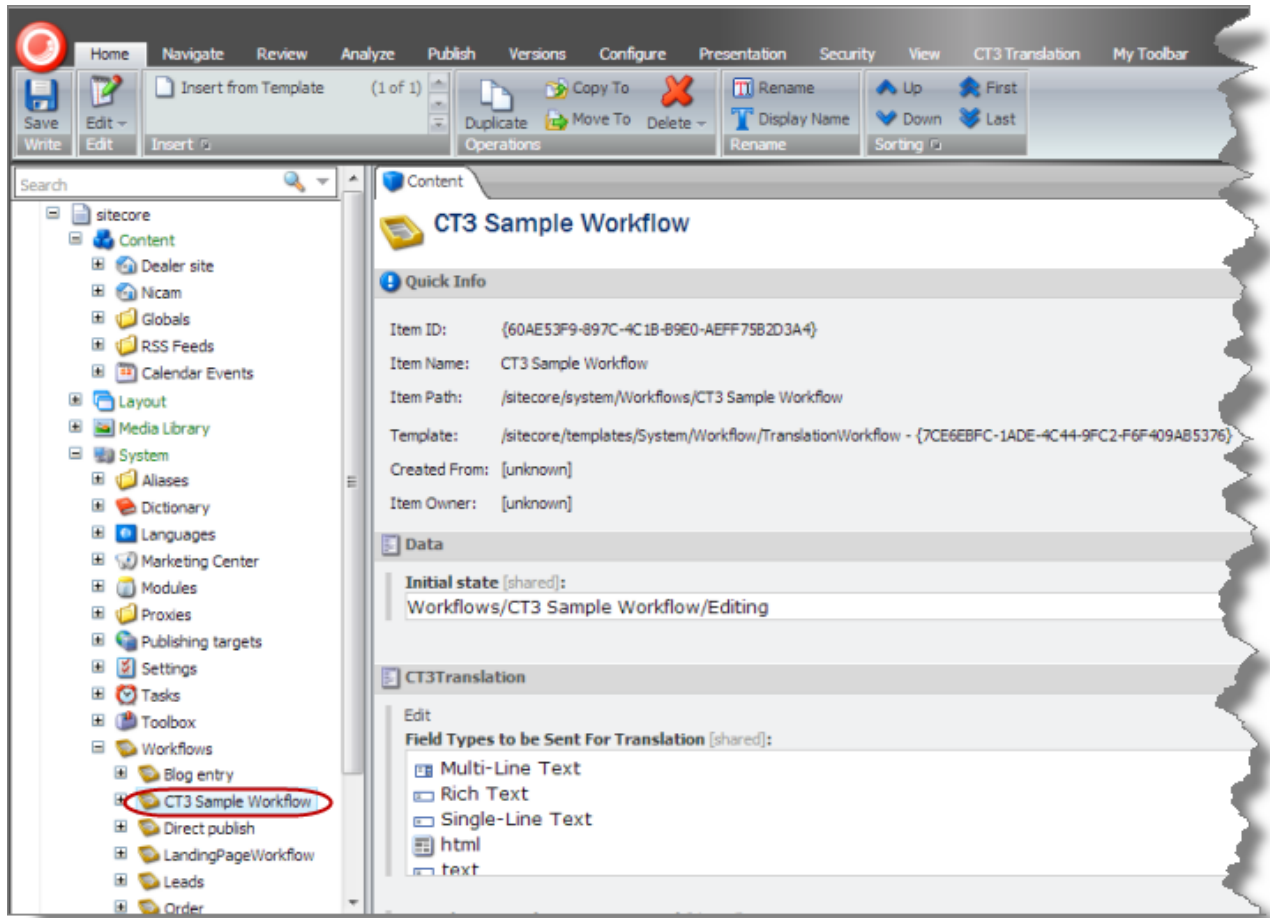 Home Navigate Review Analyze Publish Versions Configure Presentation Security View CT3 Translation My Toolbar
Insert from Template (1 of 1) Copy To Rename Up First
Save Edit Duplicate Move To Delete Display Name Down Last
Write Edit Insert Operations Rename Sorting
Search
sitecore
Content
Dealer site
Nicam
Globals
RSS Feeds
Calendar Events
Layout
Media Library
System
Aliases
Dictionary
Languages
Marketing Center
Modules
Proxies
Publishing targets
Settings
Tasks
Toolbox
Workflows
Blog entry
CT3 Sample Workflow
Direct publish
LandingPageWorkflow
Leads
Order
Content
CT3 Sample Workflow
Quick Info
Item ID: {60AE53F9-897C-4C1B-B9E0-AEFF75B2D3A4}
Item Name: CT3 Sample Workflow
Item Path: /sitecore/system/Workflows/CT3 Sample Workflow
Template: /sitecore/templates/System/Workflow/TranslationWorkflow - {7CE6EBFC-1ADE-4C44-9FC2-F6F409AB5376}
Created From: [unknown]
Item Owner: [unknown]
Data
Initial state [shared]:
Workflows/CT3 Sample Workflow/Editing
CT3Translation
Edit
Field Types to be Sent For Translation [shared]:
Multi-Line Text
Rich Text
Single-Line Text
html
text